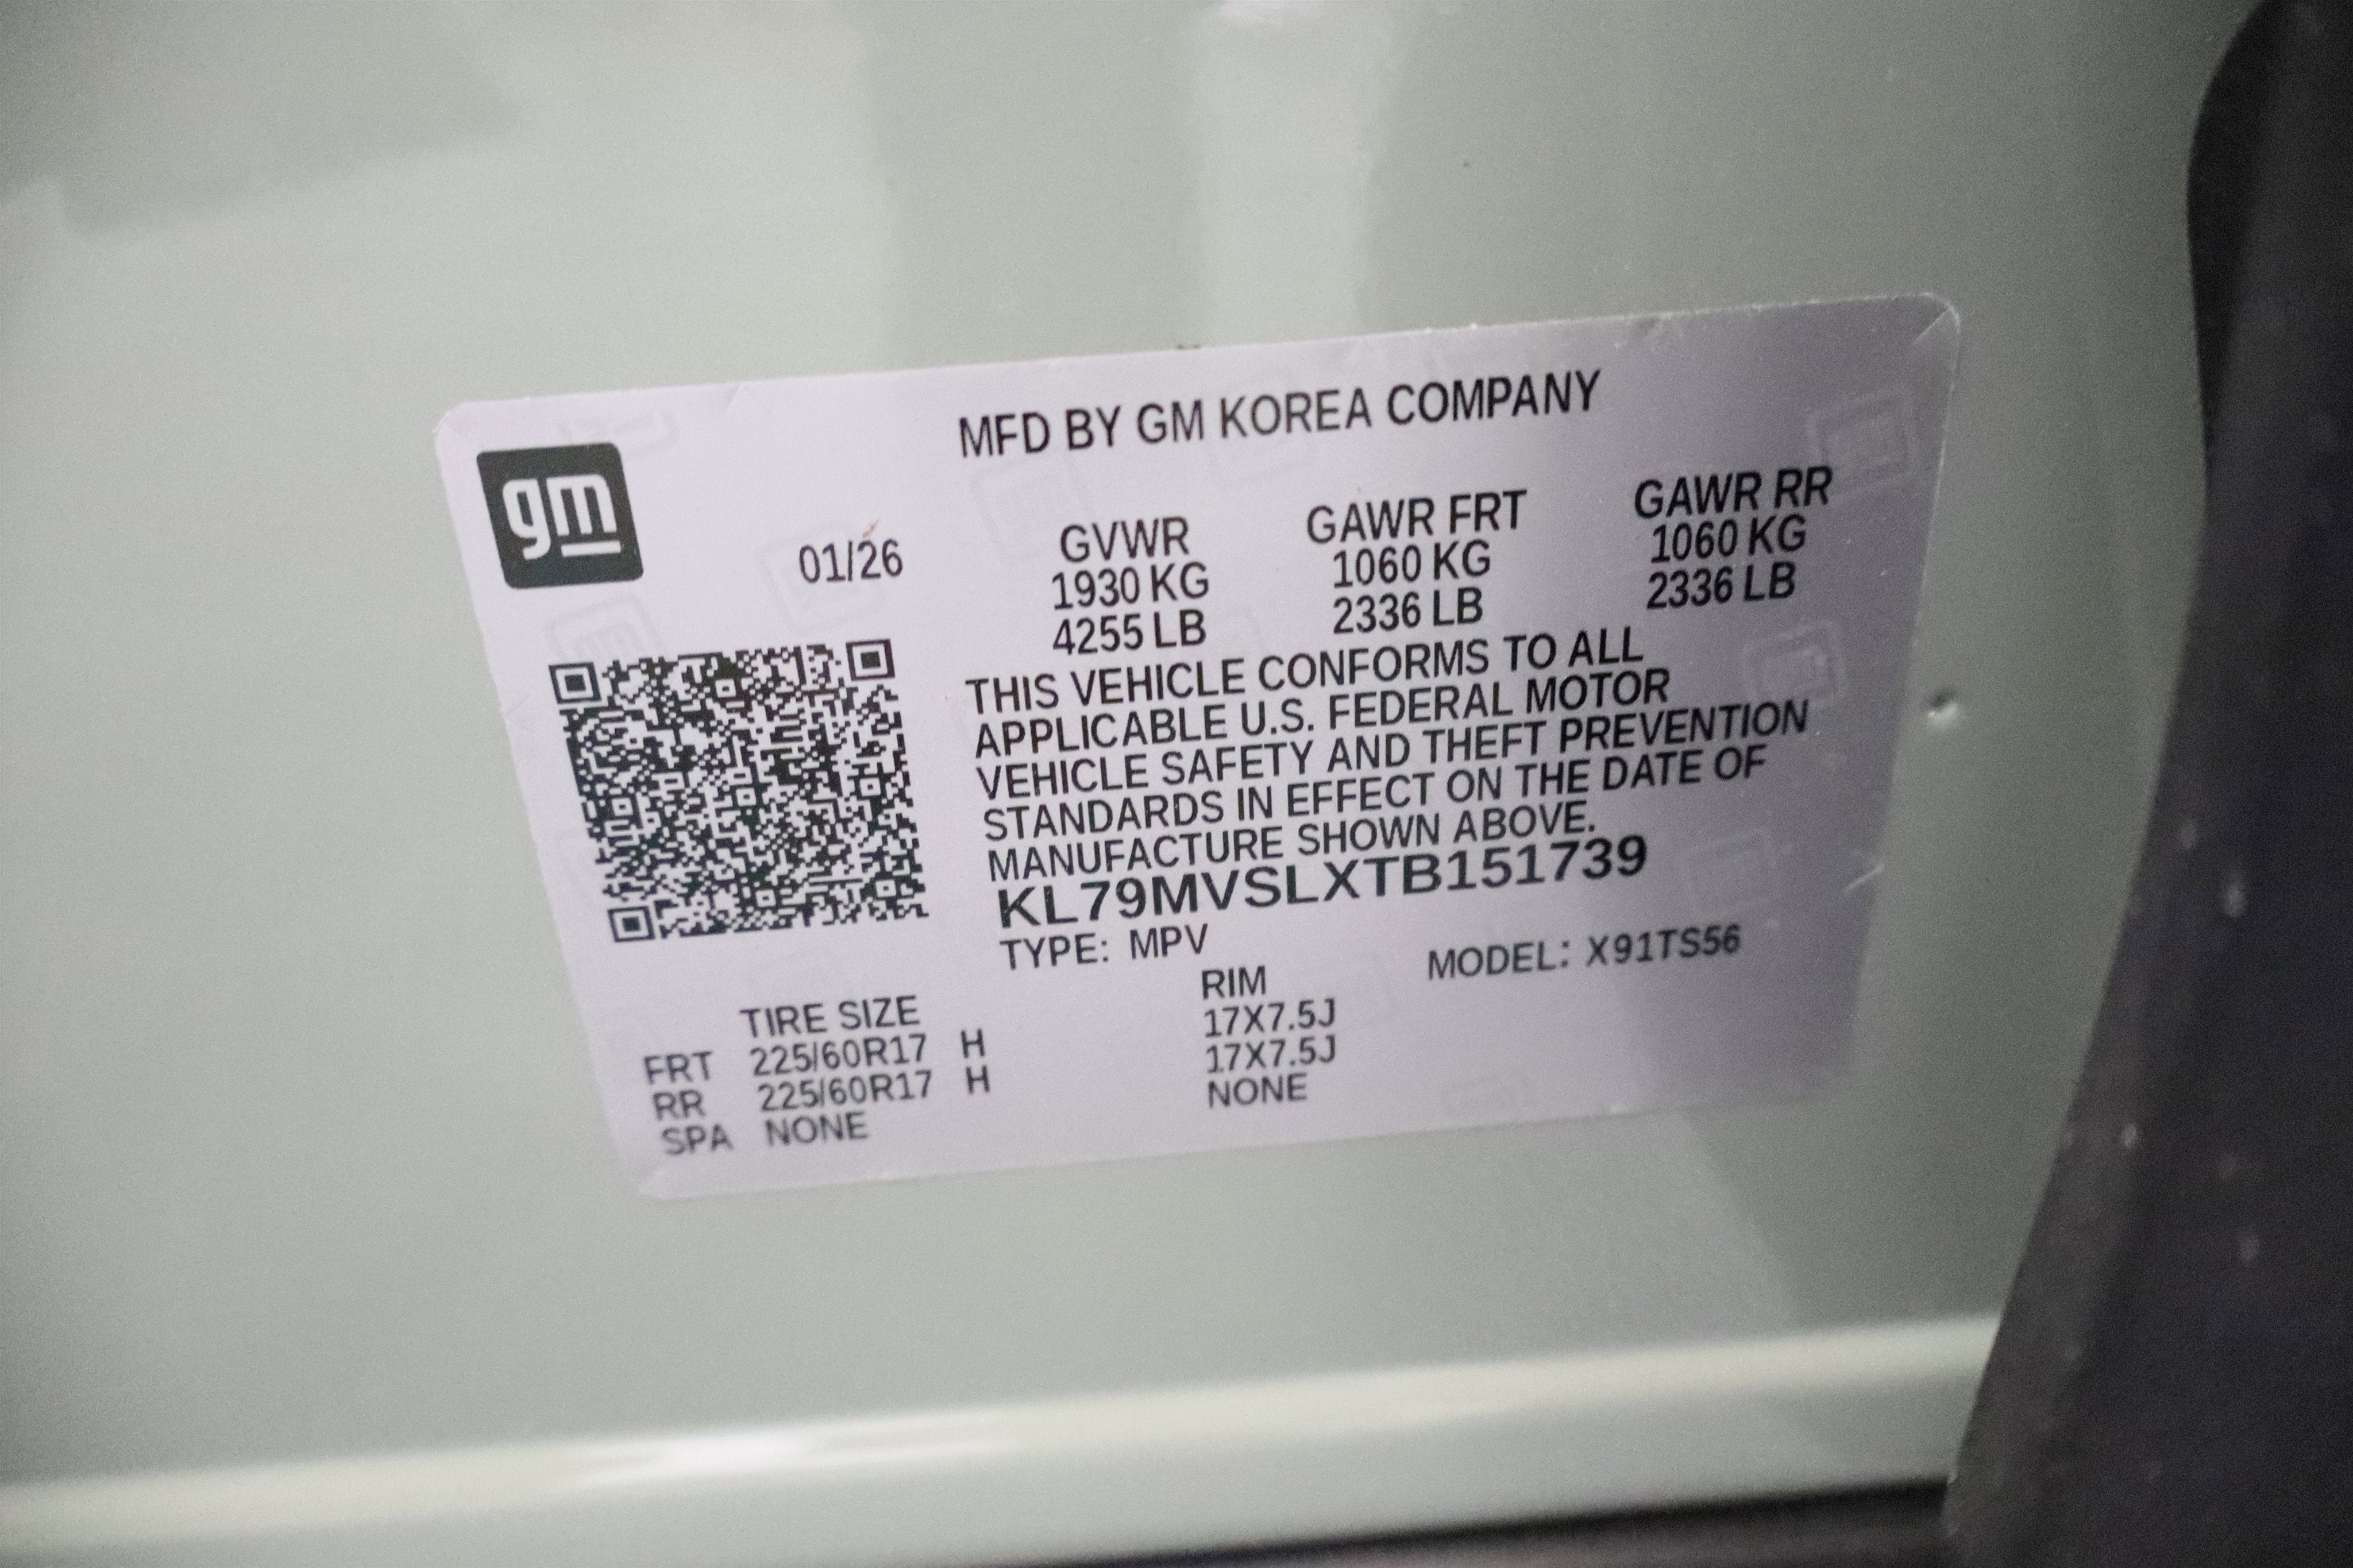 MFD BY GM KOREA COMPANY
gm
01/26
GVWR GAWR FRT GAWR RR
1930 KG 1060 KG 1060 KG
4255 LB 2336 LB 2336 LB
THIS VEHICLE CONFORMS TO ALL
APPLICABLE U.S. FEDERAL MOTOR
VEHICLE SAFETY AND THEFT PREVENTION
STANDARDS IN EFFECT ON THE DATE OF
MANUFACTURE SHOWN ABOVE.
KL79MVSLXTB151739
TYPE: MPV MODEL: X91TS56
TIRE SIZE RIM
FRT 225/60R17 H 17X7.5J
RR 225/60R17 H 17X7.5J
SPA NONE NONE